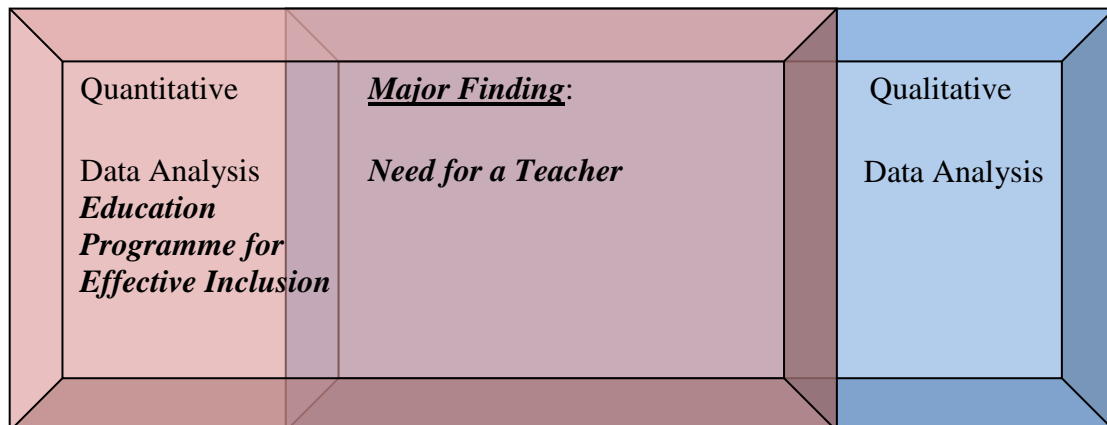 Quantitative
Data Analysis
Education
Programme for
Effective Inclusion
Major Finding:
Need for a Teacher
Qualitative
Data Analysis